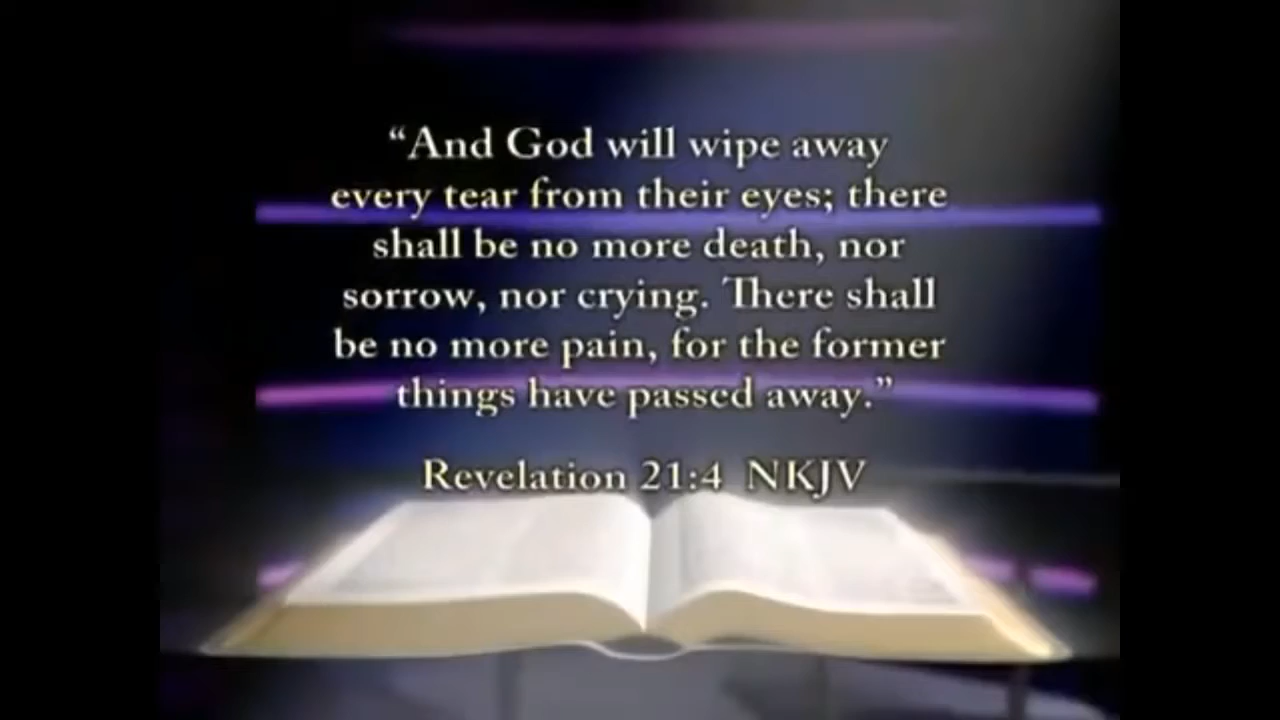 “And God will wipe away
every tear from their eyes; there
shall be no more death, nor
sorrow, nor crying. There shall
be no more pain, for the former
things have passed away.”
Revelation 21:4 NKJV